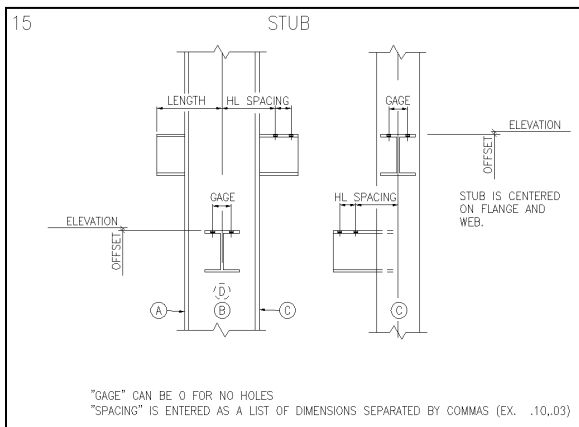 15
STUB
LENGTH
HL SPACING
GAGE
ELEVATION
OFFSET
GAGE
HL SPACING
STUB IS CENTERED
ON FLANGE AND
WEB.
ELEVATION
OFFSET
D
A
B
C
C
"GAGE" CAN BE 0 FOR NO HOLES
"SPACING" IS ENTERED AS A LIST OF DIMENSIONS SEPARATED BY COMMAS (EX. .10,.03)